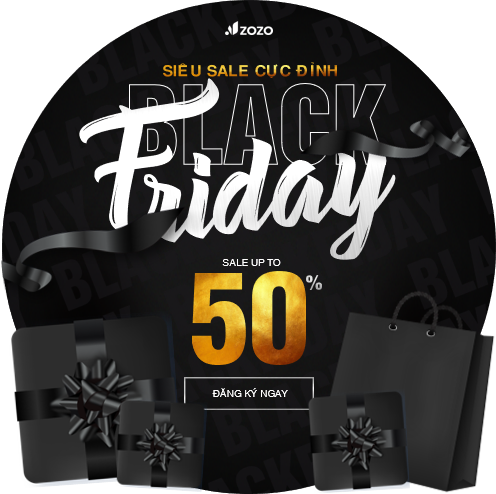 ZOZO
SIÊU SALE CỰC ĐỈNH
BLACK
Friday
SALE UP TO
50%
ĐĂNG KÝ NGAY